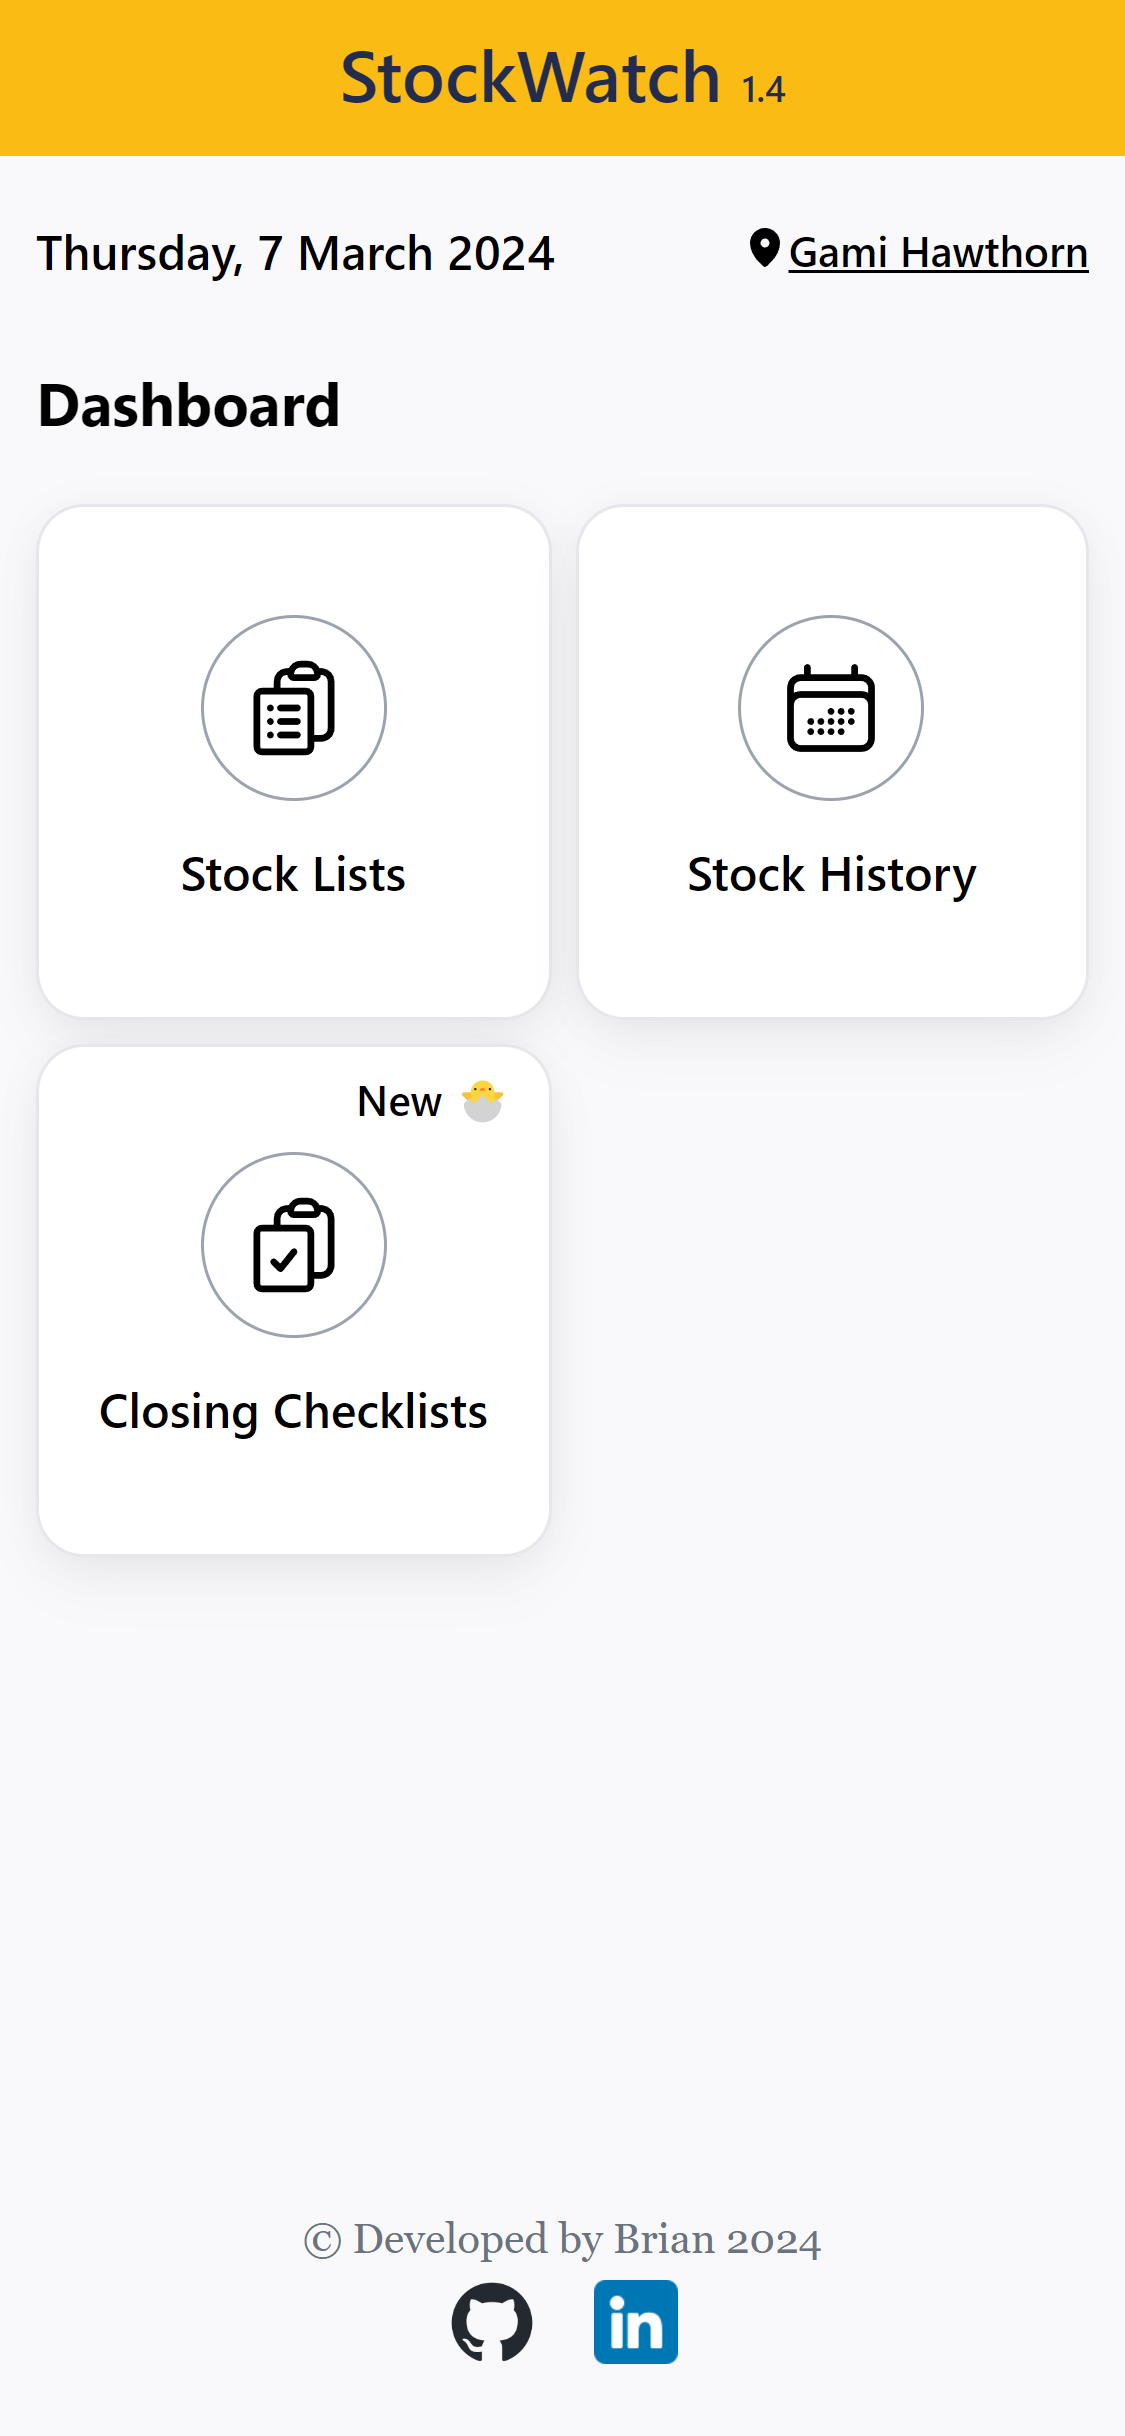 StockWatch 1.4
Thursday, 7 March 2024
Gami Hawthorn
Dashboard
Stock Lists
Stock History
New
Closing Checklists
© Developed by Brian 2024
in